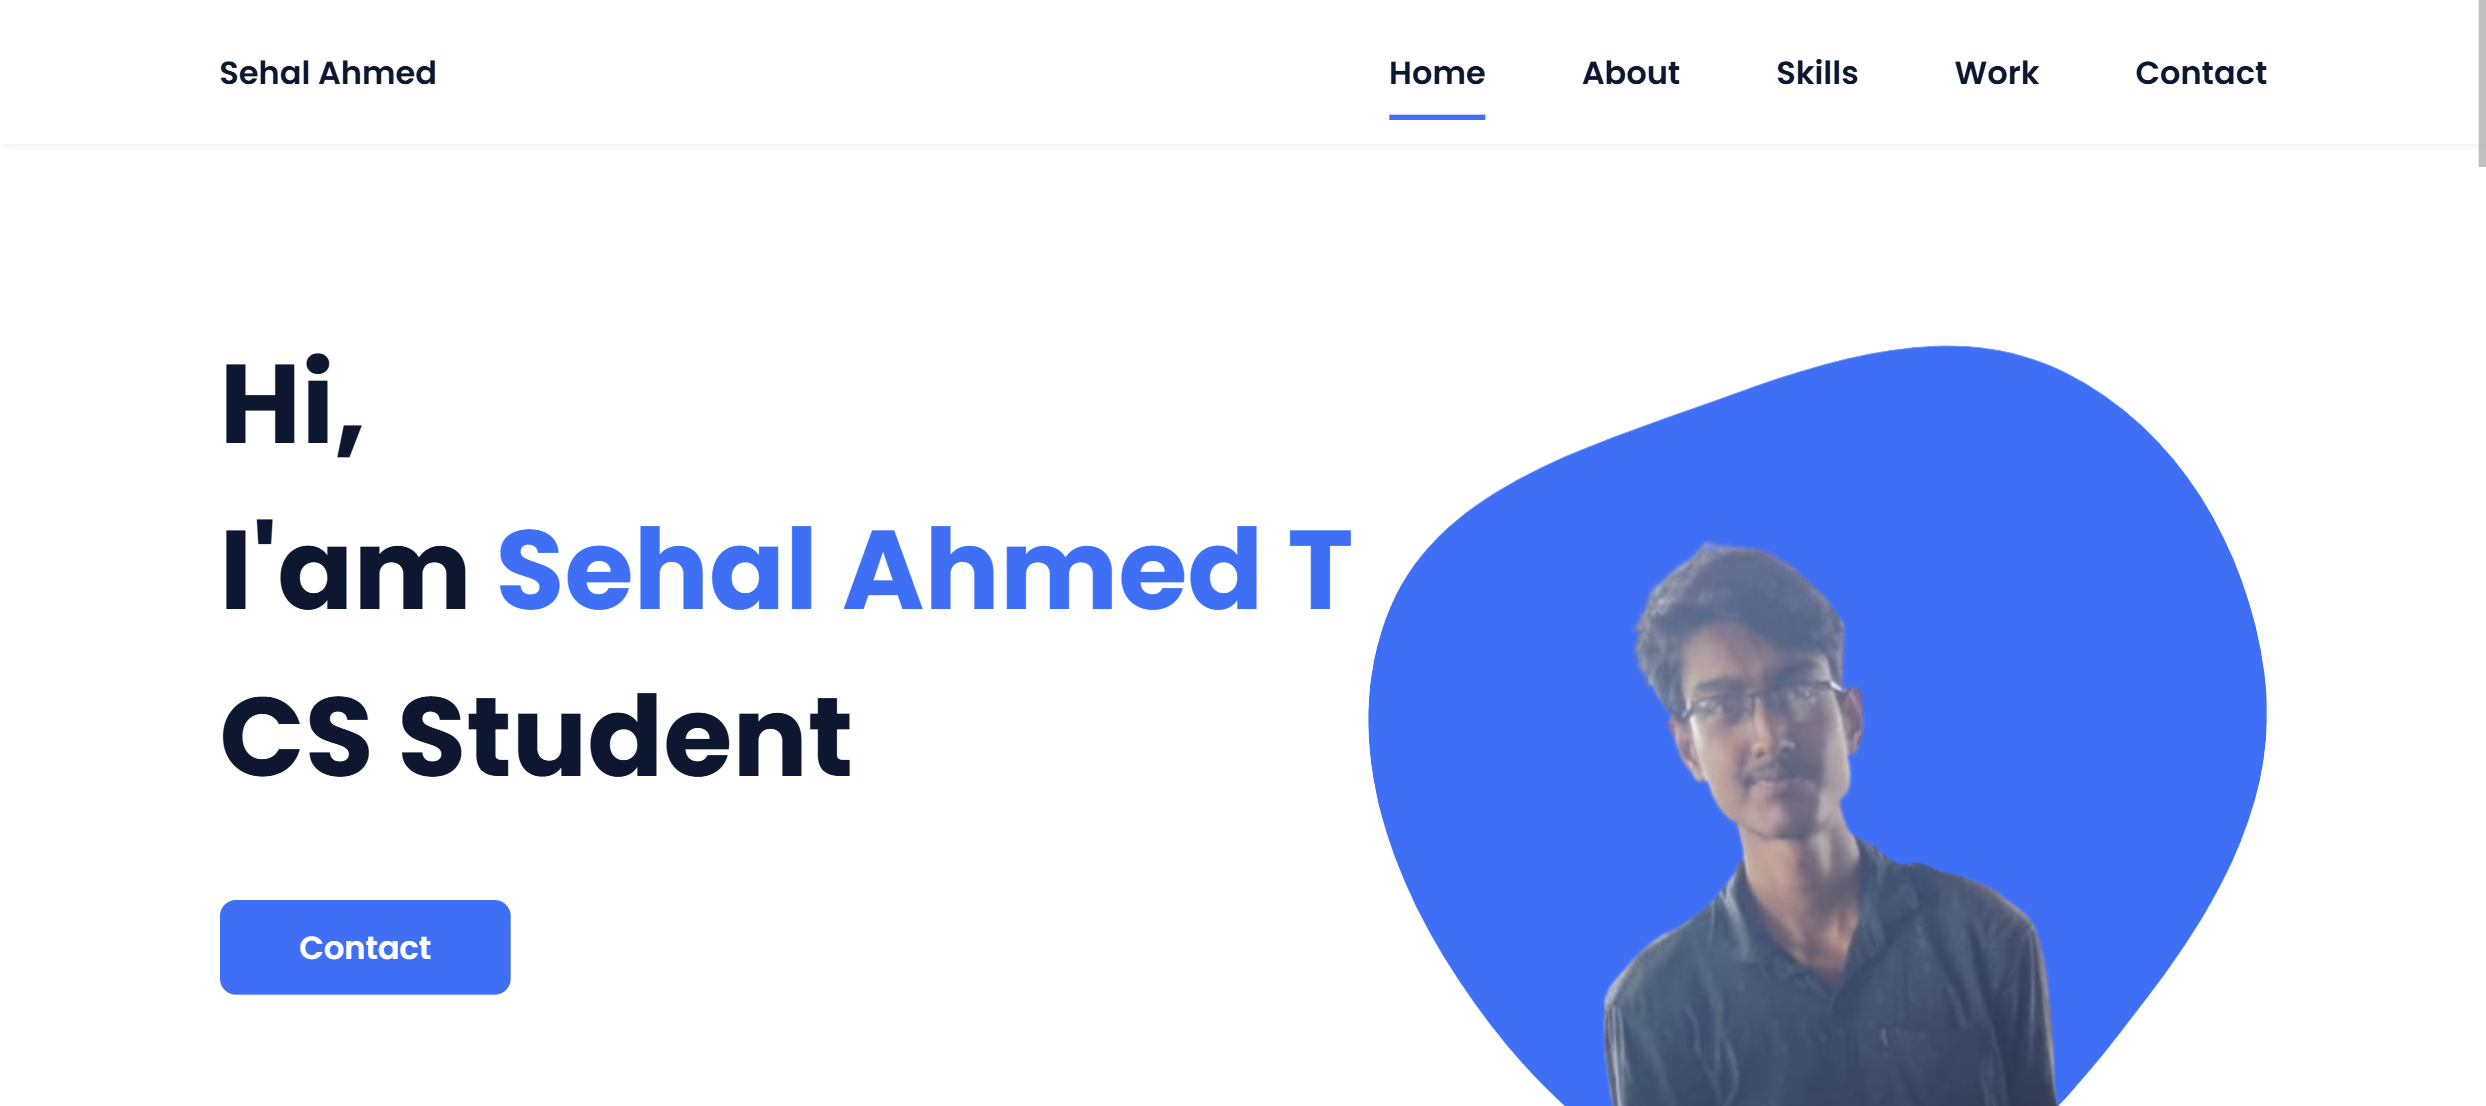 Sehal Ahmed
Home About Skills Work Contact
Hi,
I'am Sehal Ahmed T
CS Student
Contact